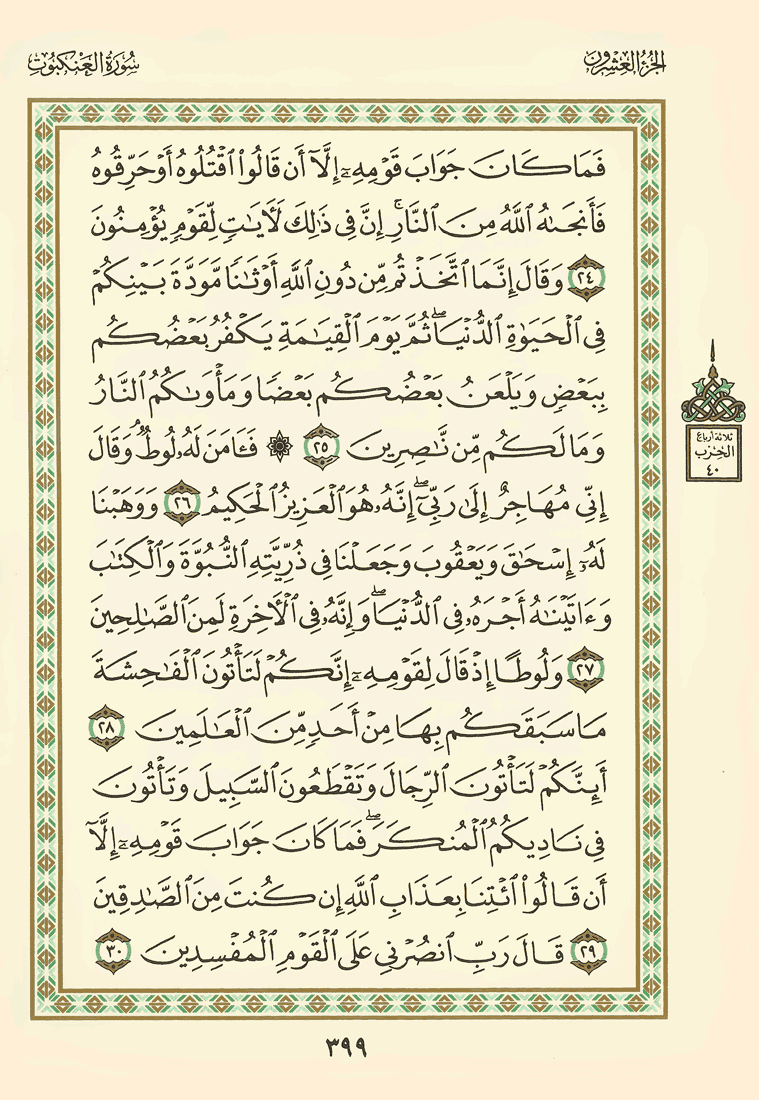 الجزء العشرون
سورة العنكبوت
فَمَا كَانَ جَوَابَ قَوْمِهِۦٓ إِلَّآ أَن قَالُوا۟ ٱقْتُلُوهُ أَوْ حَرِّقُوهُ
فَأَنجَىٰهُ ٱللَّهُ مِنَ ٱلنَّارِ ۚ إِنَّ فِى ذَٰلِكَ لَـَٔايَـٰتٍ لِّقَوْمٍ يُؤْمِنُونَ
٢٤ وَقَالَ إِنَّمَا ٱتَّخَذْتُم مِّن دُونِ ٱللَّهِ أَوْثَـٰنًا مَّوَدَّةَ بَيْنِكُمْ
فِى ٱلْحَيَوٰةِ ٱلدُّنْيَا ۖ ثُمَّ يَوْمَ ٱلْقِيَـٰمَةِ يَكْفُرُ بَعْضُكُم
بِبَعْضٍ وَيَلْعَنُ بَعْضُكُم بَعْضًا وَمَأْوَىٰكُمُ ٱلنَّارُ
وَمَا لَكُم مِّن نَّـٰصِرِينَ ٢٥ ۞ فَـَٔامَنَ لَهُۥ لُوطٌ ۘ وَقَالَ
إِنِّى مُهَاجِرٌ إِلَىٰ رَبِّىٓ ۖ إِنَّهُۥ هُوَ ٱلْعَزِيزُ ٱلْحَكِيمُ ٢٦ وَوَهَبْنَا
لَهُۥٓ إِسْحَـٰقَ وَيَعْقُوبَ وَجَعَلْنَا فِى ذُرِّيَّتِهِ ٱلنُّبُوَّةَ وَٱلْكِتَـٰبَ
وَءَاتَيْنَـٰهُ أَجْرَهُۥ فِى ٱلدُّنْيَا ۖ وَإِنَّهُۥ فِى ٱلْـَٔاخِرَةِ لَمِنَ ٱلصَّـٰلِحِينَ
٢٧ وَلُوطًا إِذْ قَالَ لِقَوْمِهِۦٓ إِنَّكُمْ لَتَأْتُونَ ٱلْفَـٰحِشَةَ
مَا سَبَقَكُم بِهَا مِنْ أَحَدٍ مِّنَ ٱلْعَـٰلَمِينَ ٢٨
أَئِنَّكُمْ لَتَأْتُونَ ٱلرِّجَالَ وَتَقْطَعُونَ ٱلسَّبِيلَ وَتَأْتُونَ
فِى نَادِيكُمُ ٱلْمُنكَرَ ۖ فَمَا كَانَ جَوَابَ قَوْمِهِۦٓ إِلَّآ
أَن قَالُوا۟ ٱئْتِنَا بِعَذَابِ ٱللَّهِ إِن كُنتَ مِنَ ٱلصَّـٰدِقِينَ
٢٩ قَالَ رَبِّ ٱنصُرْنِى عَلَى ٱلْقَوْمِ ٱلْمُفْسِدِينَ ٣٠
ثلاثة أرباع
الحزب
٤٠
٣٩٩